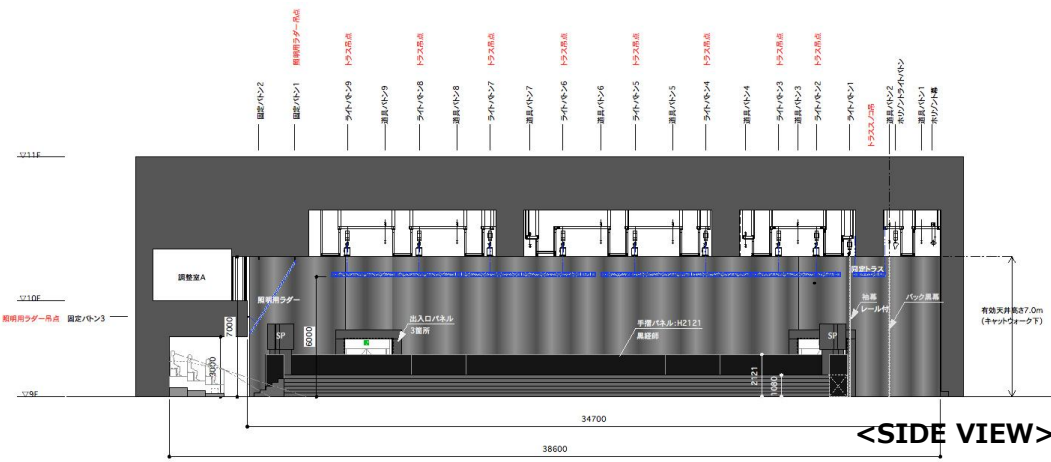 固定バトン2
照明用ラダー吊点
固定バトン1
トラス吊点
ライトバトン9
道具バトン9
トラス吊点
ライトバトン8
道具バトン8
トラス吊点
ライトバトン7
道具バトン7
トラス吊点
ライトバトン6
道具バトン6
トラス吊点
ライトバトン5
道具バトン5
トラス吊点
ライトバトン4
道具バトン4
トラス吊点
ライトバトン3
道具バトン3
トラス吊点
ライトバトン2
ライトバトン1
トラススノコ吊
道具バトン2
ホリゾントライトバトン
道具バトン1
ホリゾント幕
▽11F
調整室A
照明用ラダー
固定トラス
▽10F
照明用ラダー吊点 固定バトン3
7000
6000
3000
SP
出入口パネル
3箇所
手摺パネル:H2121
黒経師
SP
袖幕
レール付
バック黒幕
有効天井高さ7.0m
(キャットウォーク下)
2121
1080
▽9F
34700
38600
<SIDE VIEW>